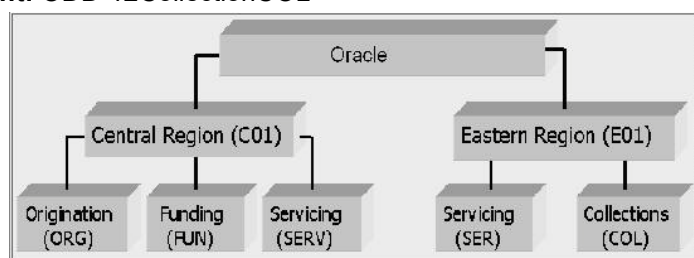 Oracle
Central Region (C01)
Eastern Region (E01)
Origination
(ORG)
Funding
(FUN)
Servicing
(SERV)
Servicing
(SER)
Collections
(COL)